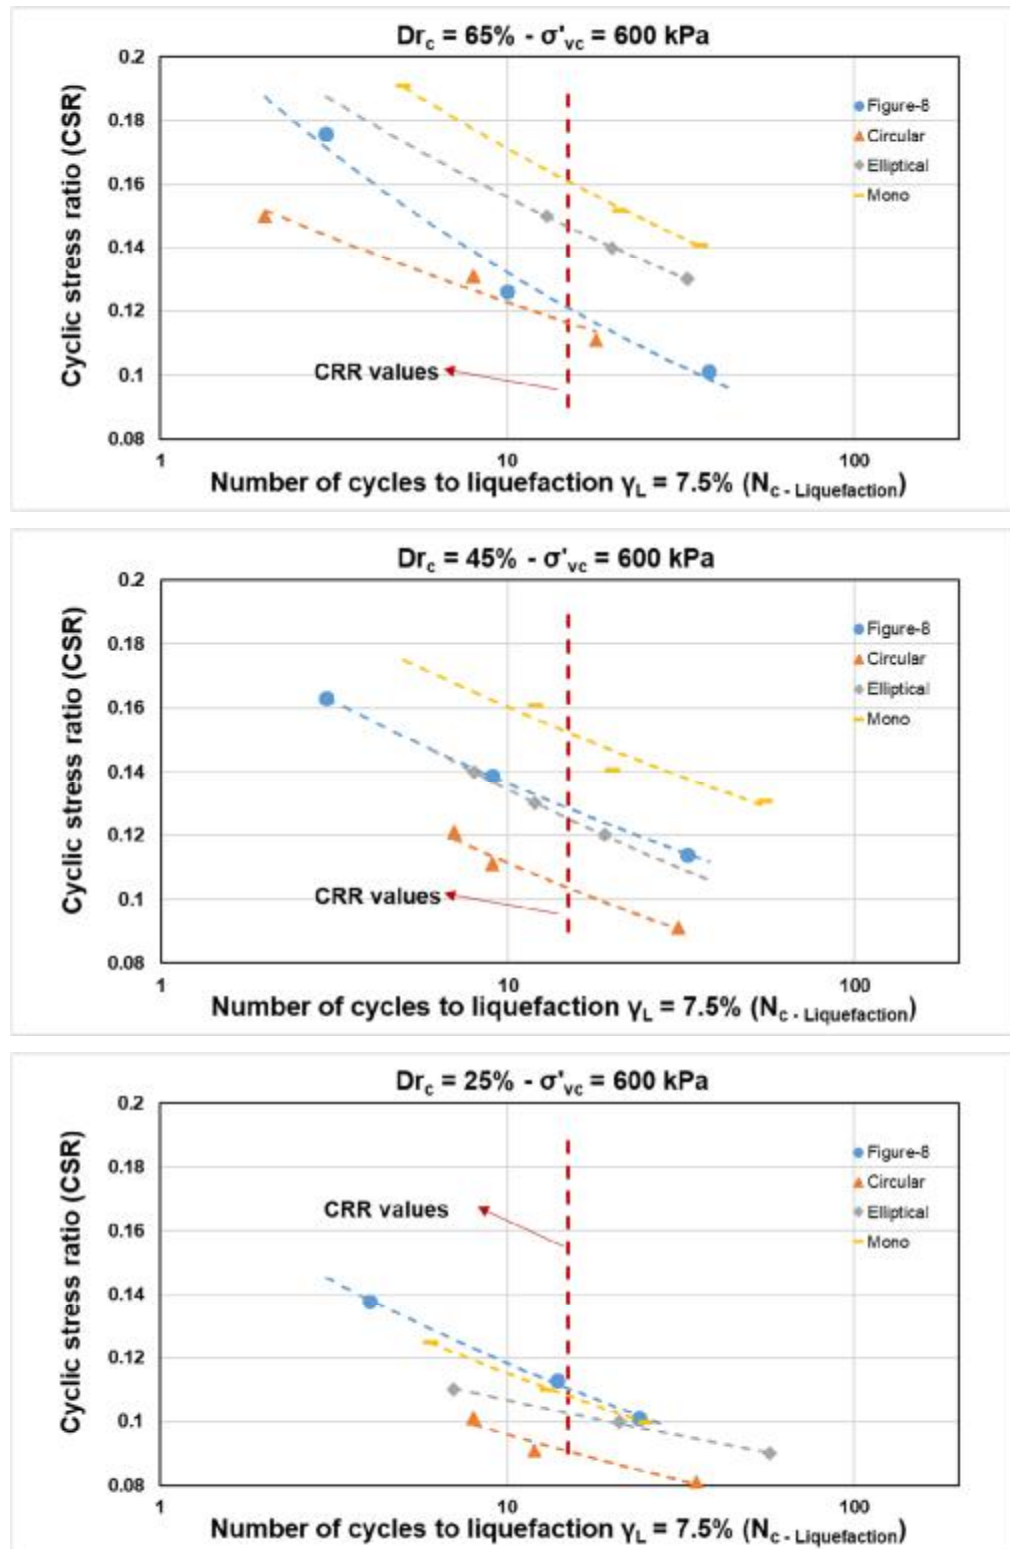 Drc = 65% - σ'vc = 600 kPa
Cyclic stress ratio (CSR)
0.2
0.18
0.16
0.14
0.12
0.1
0.08
Figure-8
Circular
Elliptical
Mono
CRR values
1
10
100
Number of cycles to liquefaction γL = 7.5% (Nc - Liquefaction)
Drc = 45% - σ'vc = 600 kPa
Cyclic stress ratio (CSR)
0.2
0.18
0.16
0.14
0.12
0.1
0.08
Figure-8
Circular
Elliptical
Mono
CRR values
1
10
100
Number of cycles to liquefaction γL = 7.5% (Nc - Liquefaction)
Drc = 25% - σ'vc = 600 kPa
Cyclic stress ratio (CSR)
0.2
0.18
0.16
0.14
0.12
0.1
0.08
Figure-8
Circular
Elliptical
Mono
CRR values
1
10
100
Number of cycles to liquefaction γL = 7.5% (Nc - Liquefaction)